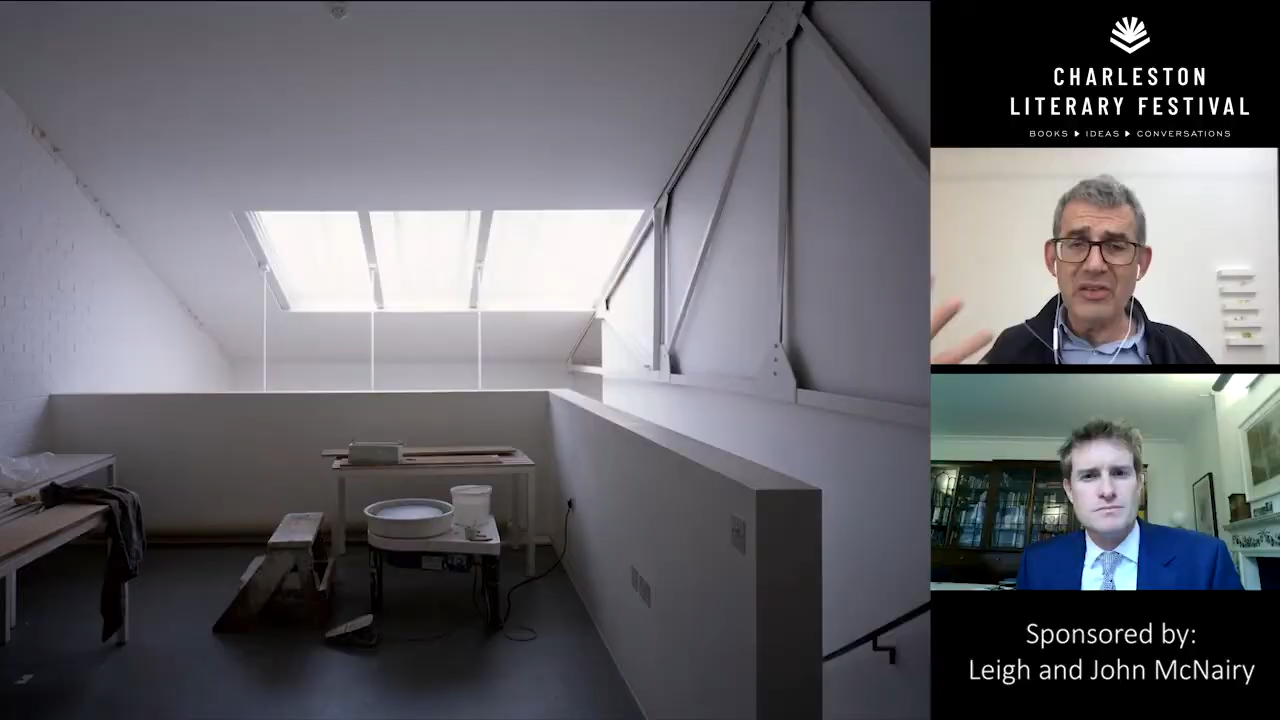 CHARLESTON
LITERARY FESTIVAL
BOOKS ▶ IDEAS ▶ CONVERSATIONS
Sponsored by:
Leigh and John McNairy